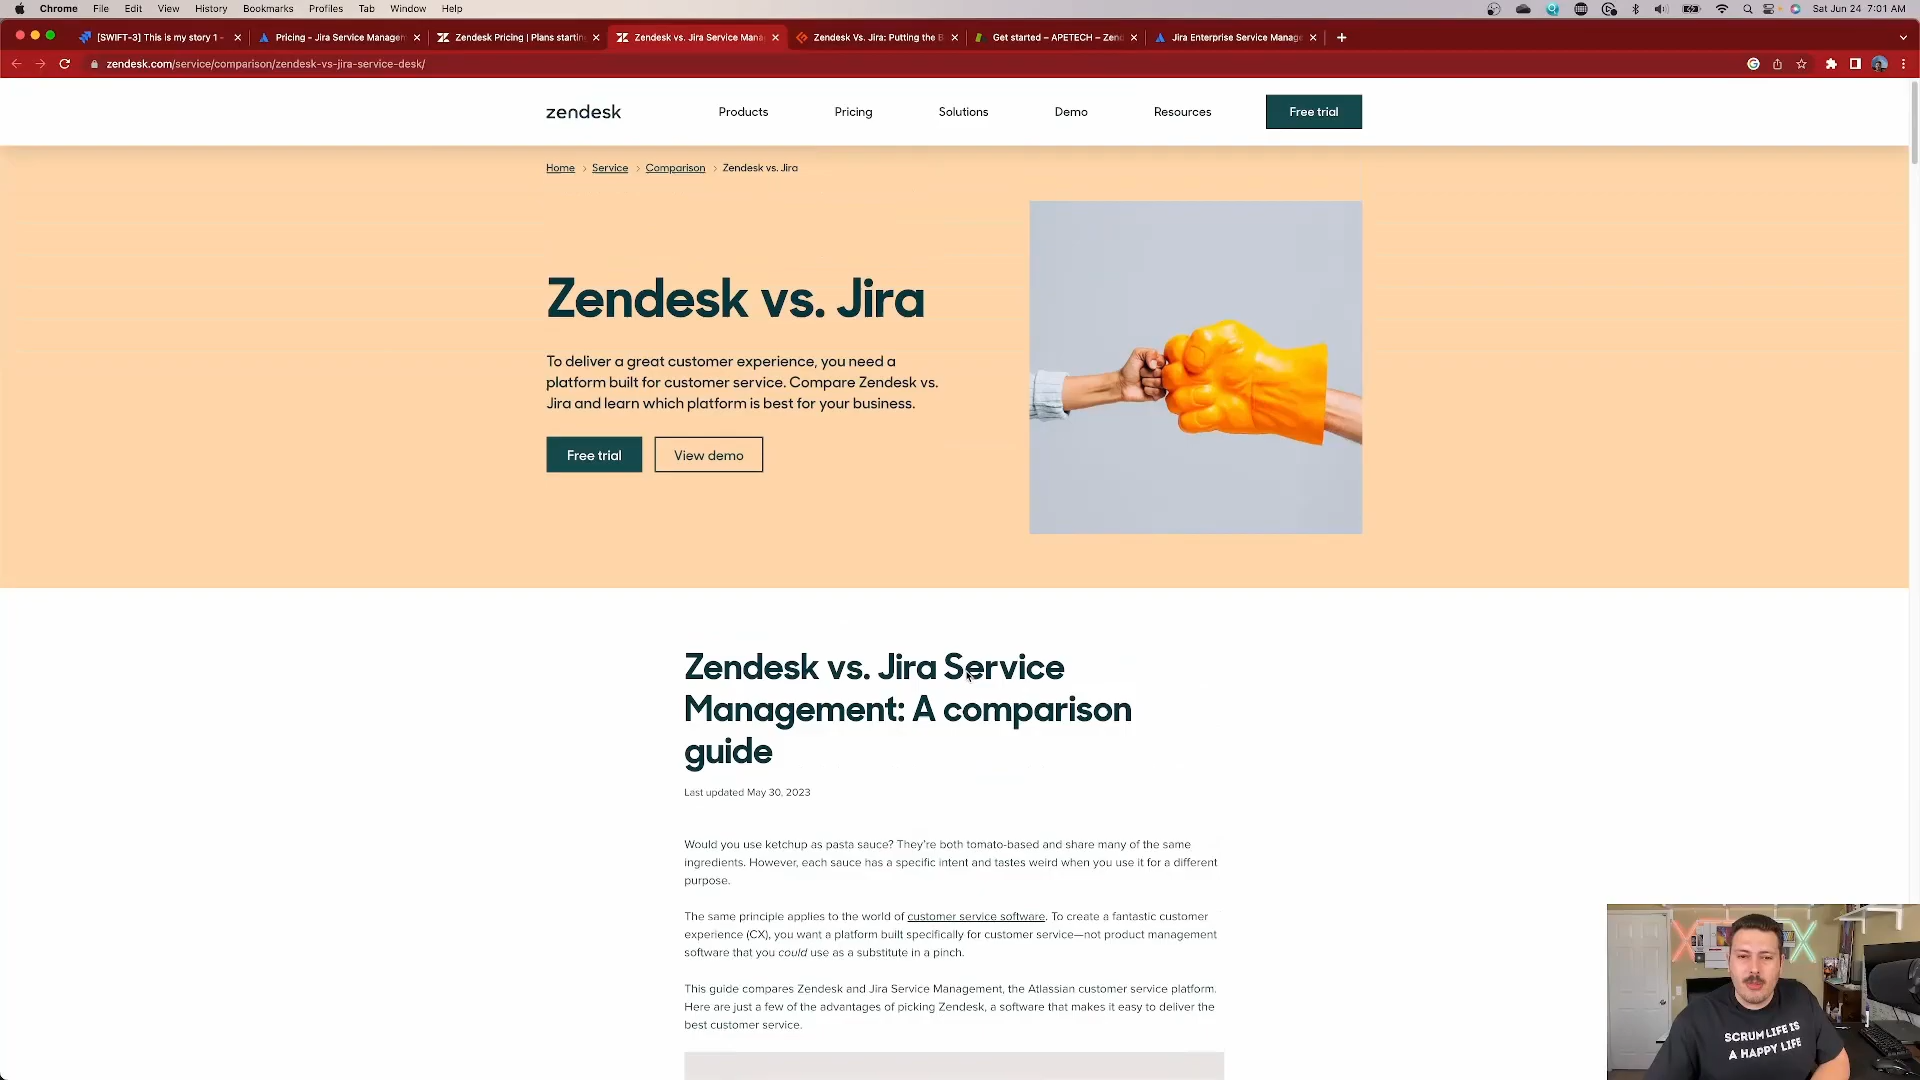 Chrome File Edit View History Bookmarks Profiles Tab Window Help
Sat Jun 24 7:01 AM
[SWIFT-3] This is my story 1 -
Pricing - Jira Service Managem
Zendesk Pricing | Plans startin
Zendesk vs. Jira Service Mana
Zendesk Vs. Jira: Putting the B
Get started – APETECH – Zend
Jira Enterprise Service Manage
zendesk.com/service/comparison/zendesk-vs-jira-service-desk/
zendesk
Products
Pricing
Solutions
Demo
Resources
Free trial
Home > Service > Comparison > Zendesk vs. Jira
Zendesk vs. Jira
To deliver a great customer experience, you need a
platform built for customer service. Compare Zendesk vs.
Jira and learn which platform is best for your business.
Free trial
View demo
Zendesk vs. Jira Service
Management: A comparison
guide
Last updated May 30, 2023
Would you use ketchup as pasta sauce? They're both tomato-based and share many of the same
ingredients. However, each sauce has a specific intent and tastes weird when you use it for a different
purpose.
The same principle applies to the world of customer service software. To create a fantastic customer
experience (CX), you want a platform built specifically for customer service—not product management
software that you could use as a substitute in a pinch.
This guide compares Zendesk and Jira Service Management, the Atlassian customer service platform.
Here are just a few of the advantages of picking Zendesk, a software that makes it easy to deliver the
best customer service.
SCRUM LIFE IS
A HAPPY LIFE